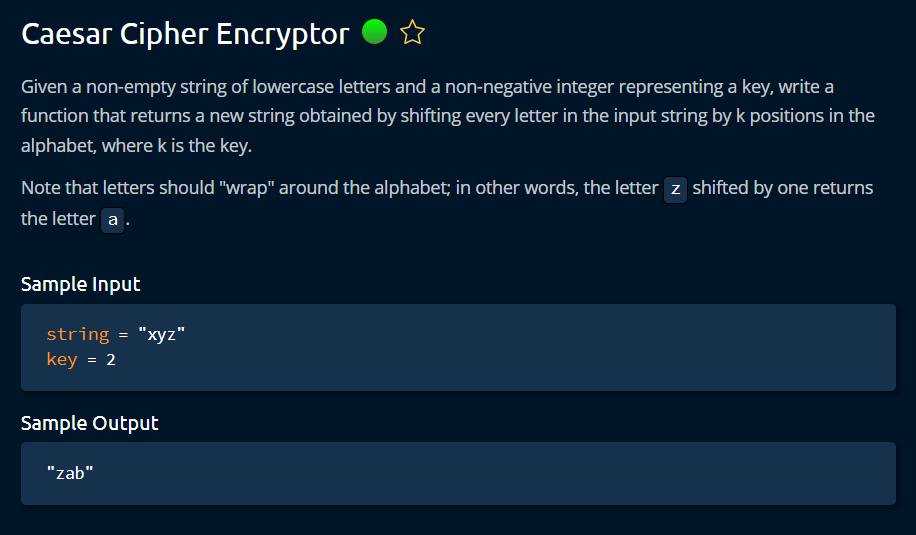 Caesar Cipher Encryptor
Given a non-empty string of lowercase letters and a non-negative integer representing a key, write a
function that returns a new string obtained by shifting every letter in the input string by k positions in the
alphabet, where k is the key.
Note that letters should "wrap" around the alphabet; in other words, the letter z shifted by one returns
the letter a .
Sample Input
string = "xyz"
key = 2
Sample Output
"zab"